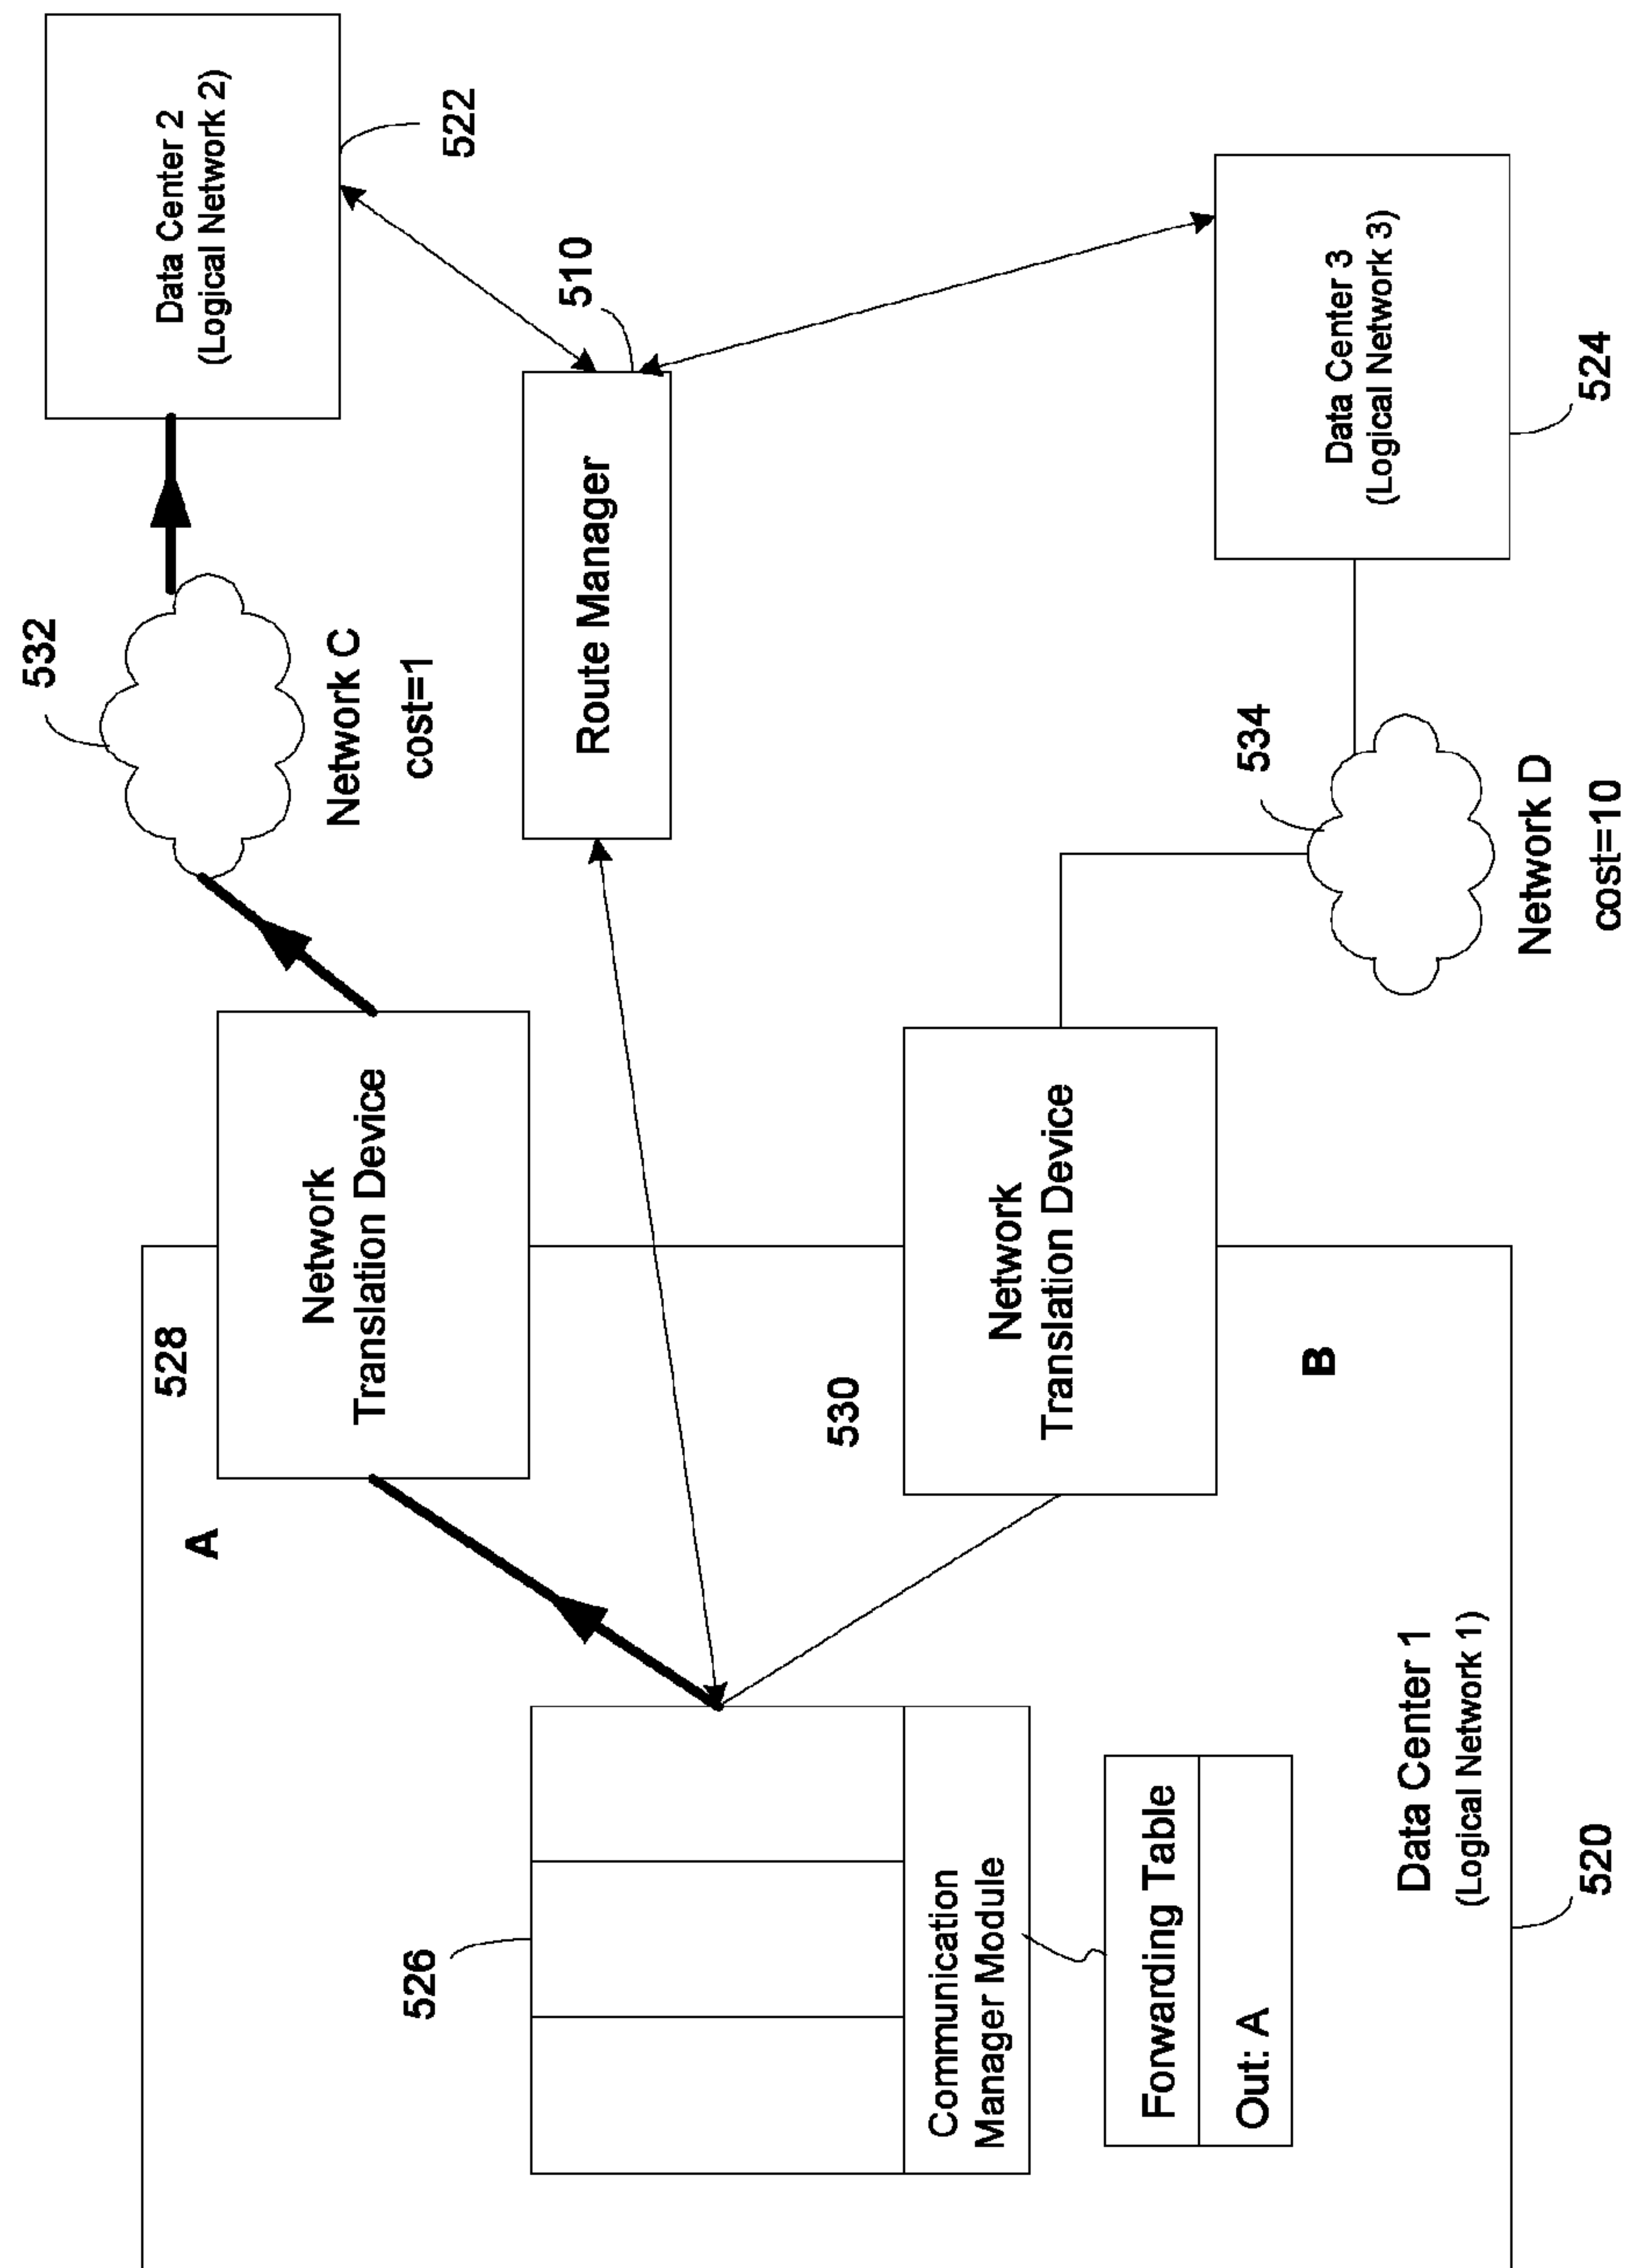 Data Center 2
(Logical Network 2)
522
532
Network C
cost=1
510
Route Manager
Data Center 3
(Logical Network 3)
524
534
Network D
cost=10
528
A
Network
Translation Device
530
B
Network
Translation Device
526
Communication
Manager Module
Forwarding Table
Out: A
Data Center 1
(Logical Network 1)
520